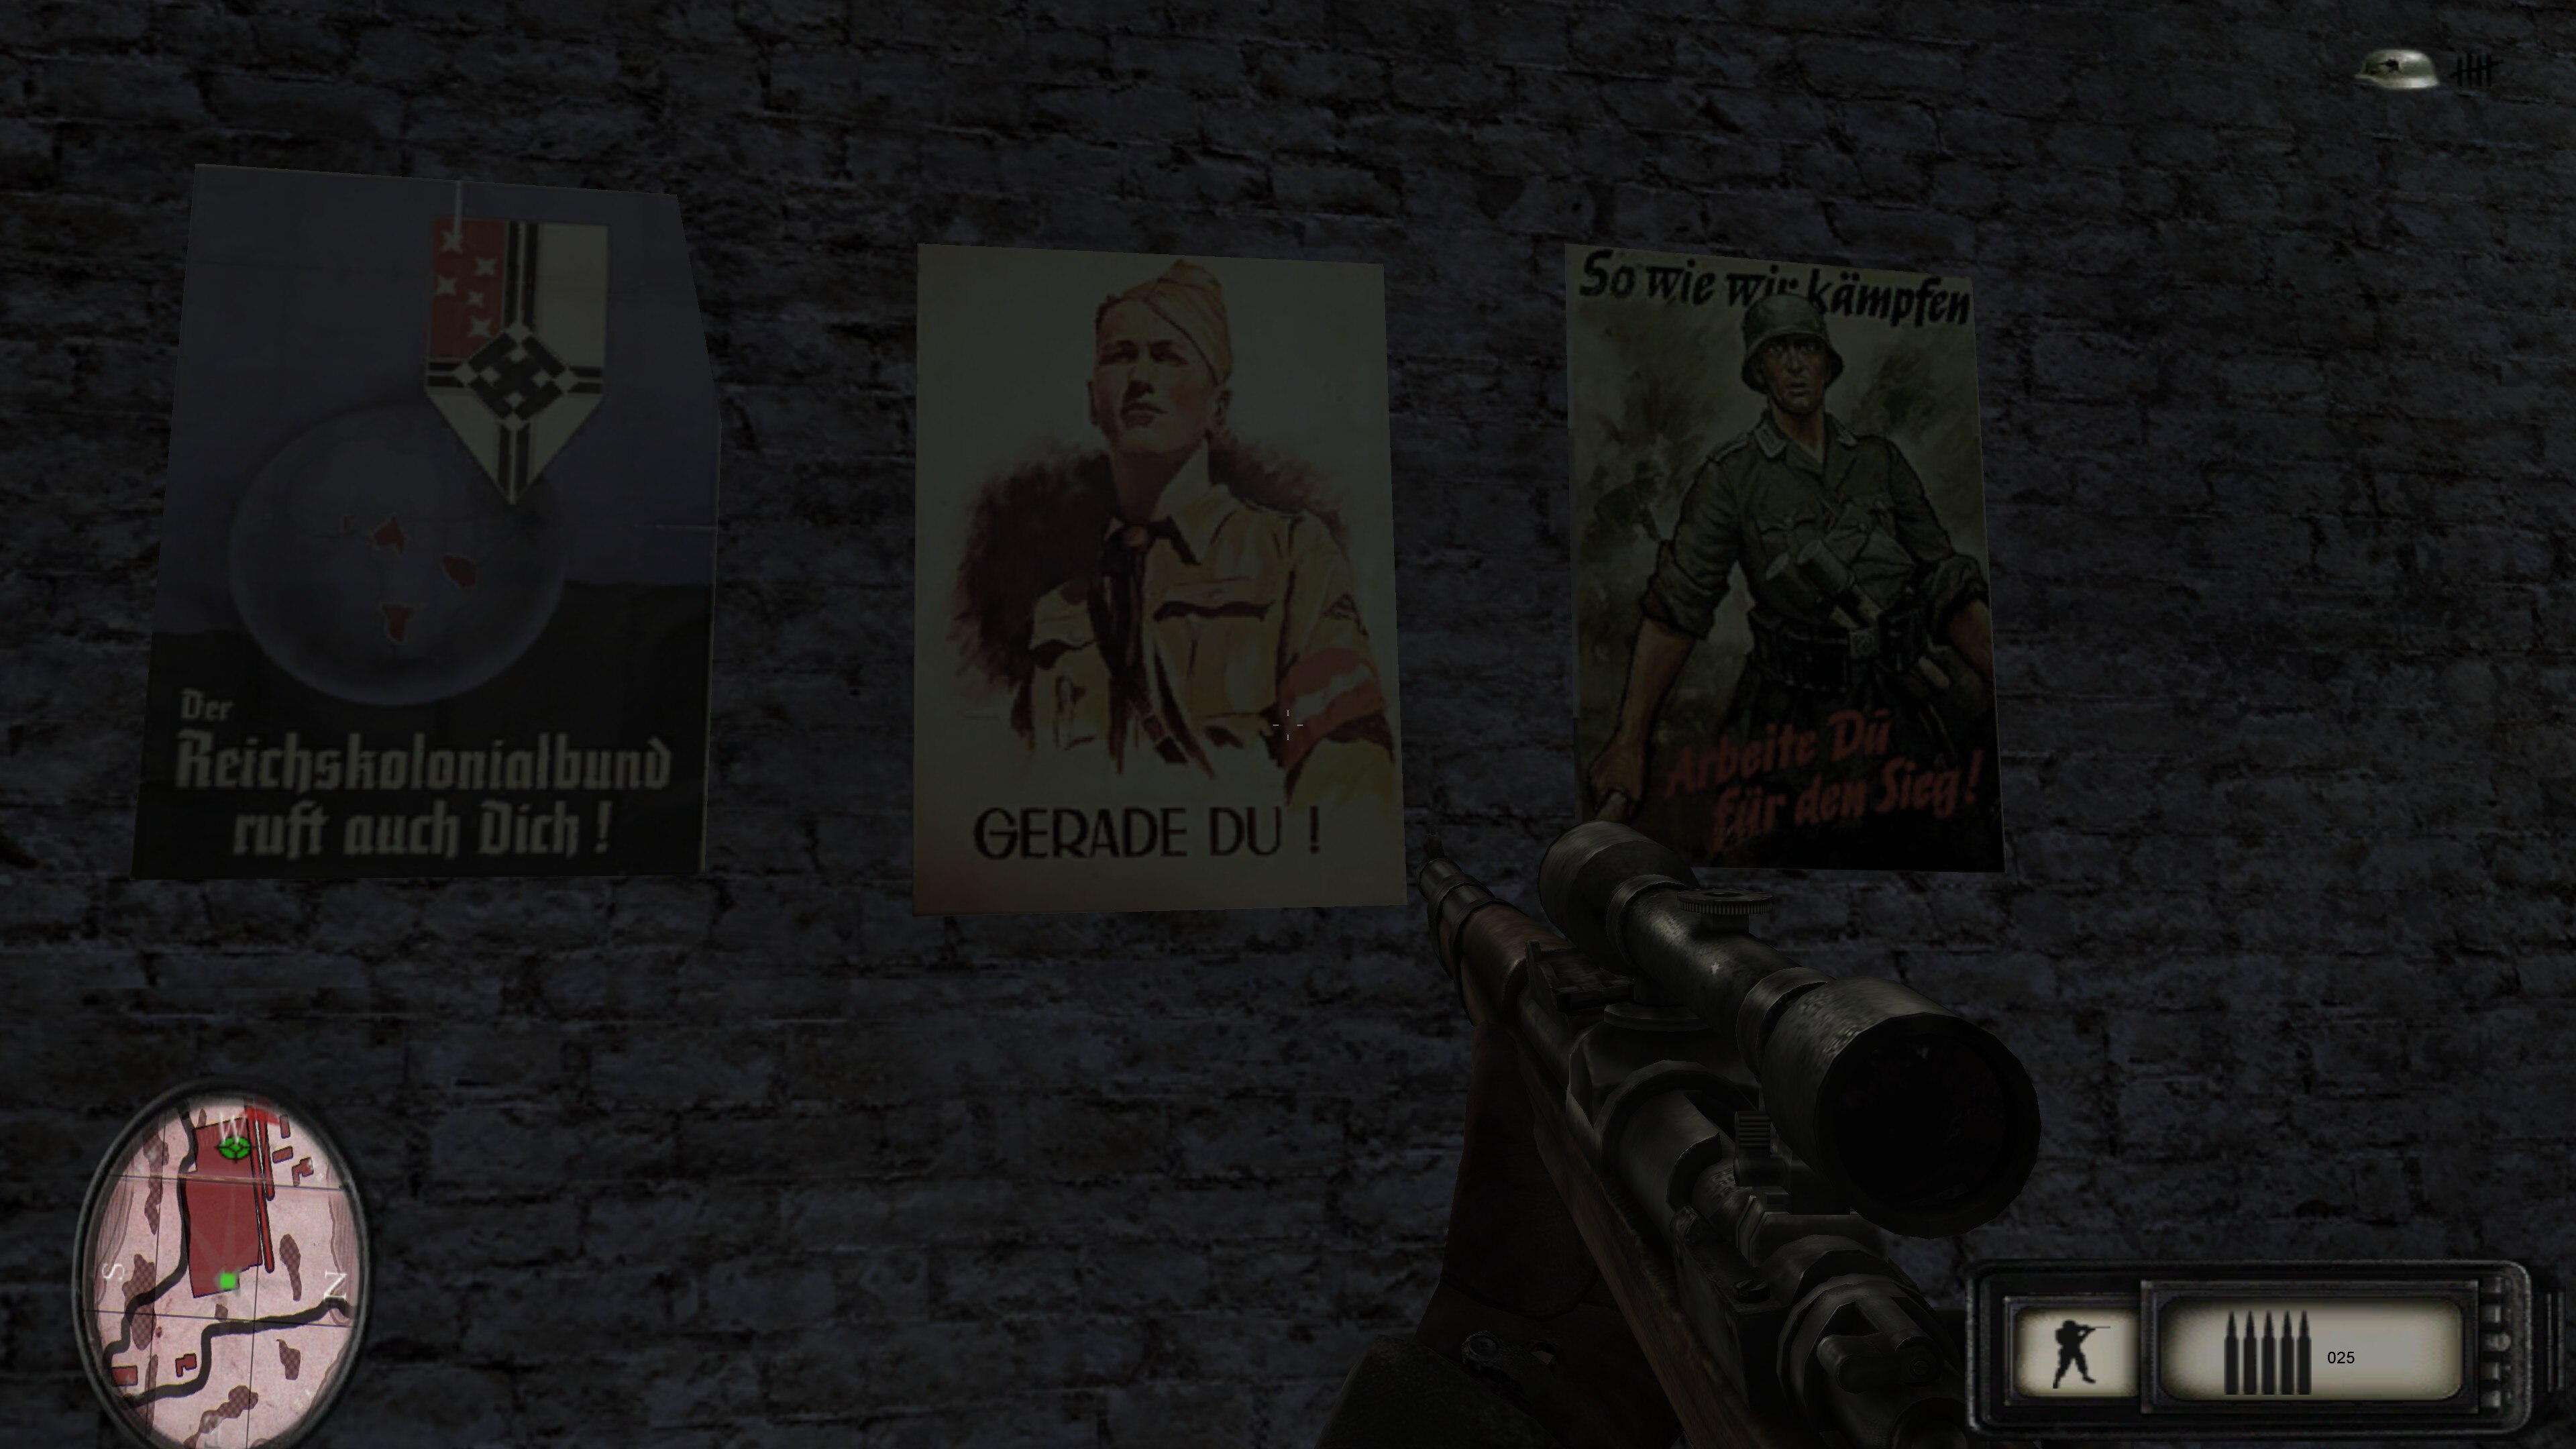 Der
Reichskolonialbund
ruft auch Dich !
GERADE DU !
So wie wir kämpfen
Arbeite Du
für den Sieg!
W
S
N
025